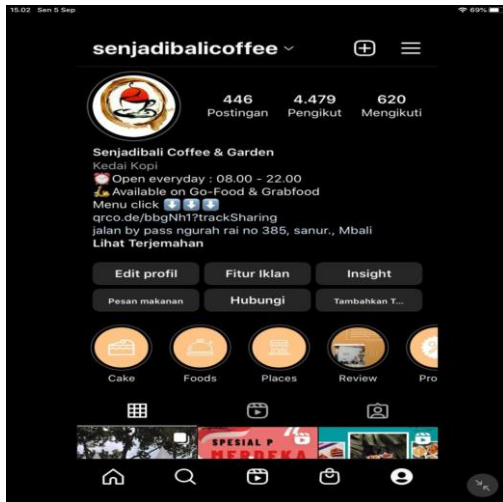 15.02 Sen 5 Sep 69%
senjadibalicoffee
446 4.479 620
Postingan Pengikut Mengikuti
Senjadibali Coffee & Garden
Kedai Kopi
Open everyday : 08.00 - 22.00
Available on Go-Food & Grabfood
Menu click
qrco.de/bbgNh1?trackSharing
jalan by pass ngurah rai no 385, sanur., Mbali
Lihat Terjemahan
Edit profil Fitur Iklan Insight
Pesan makanan Hubungi Tambahkan T...
Cake Foods Places Review Pro
SPESIAL P
MERDEKA